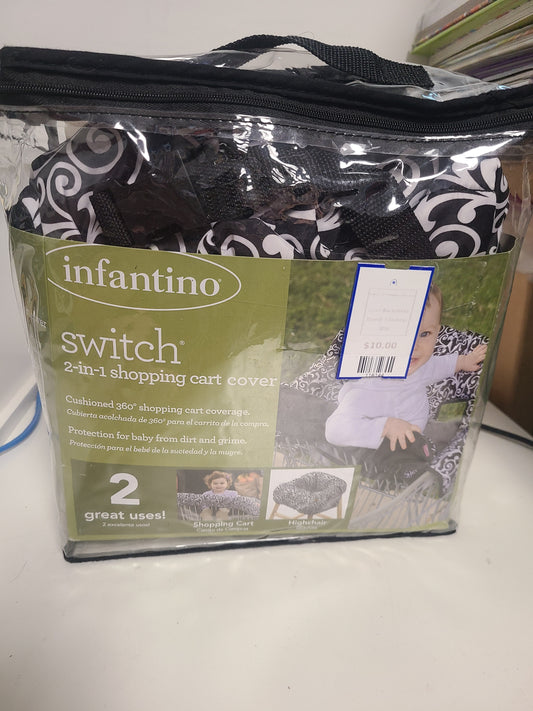 infantino®
switch®
2-in-1 shopping cart cover
Cushioned 360° shopping cart coverage.
Cubierta acolchada de 360° para el carrito de la compra.
Protection for baby from dirt and grime.
Protección para el bebé de la suciedad y la mugre.
$10.00
2
great uses!
2 excelente usos!
Shopping Cart
Carrito de Compras
Highchair